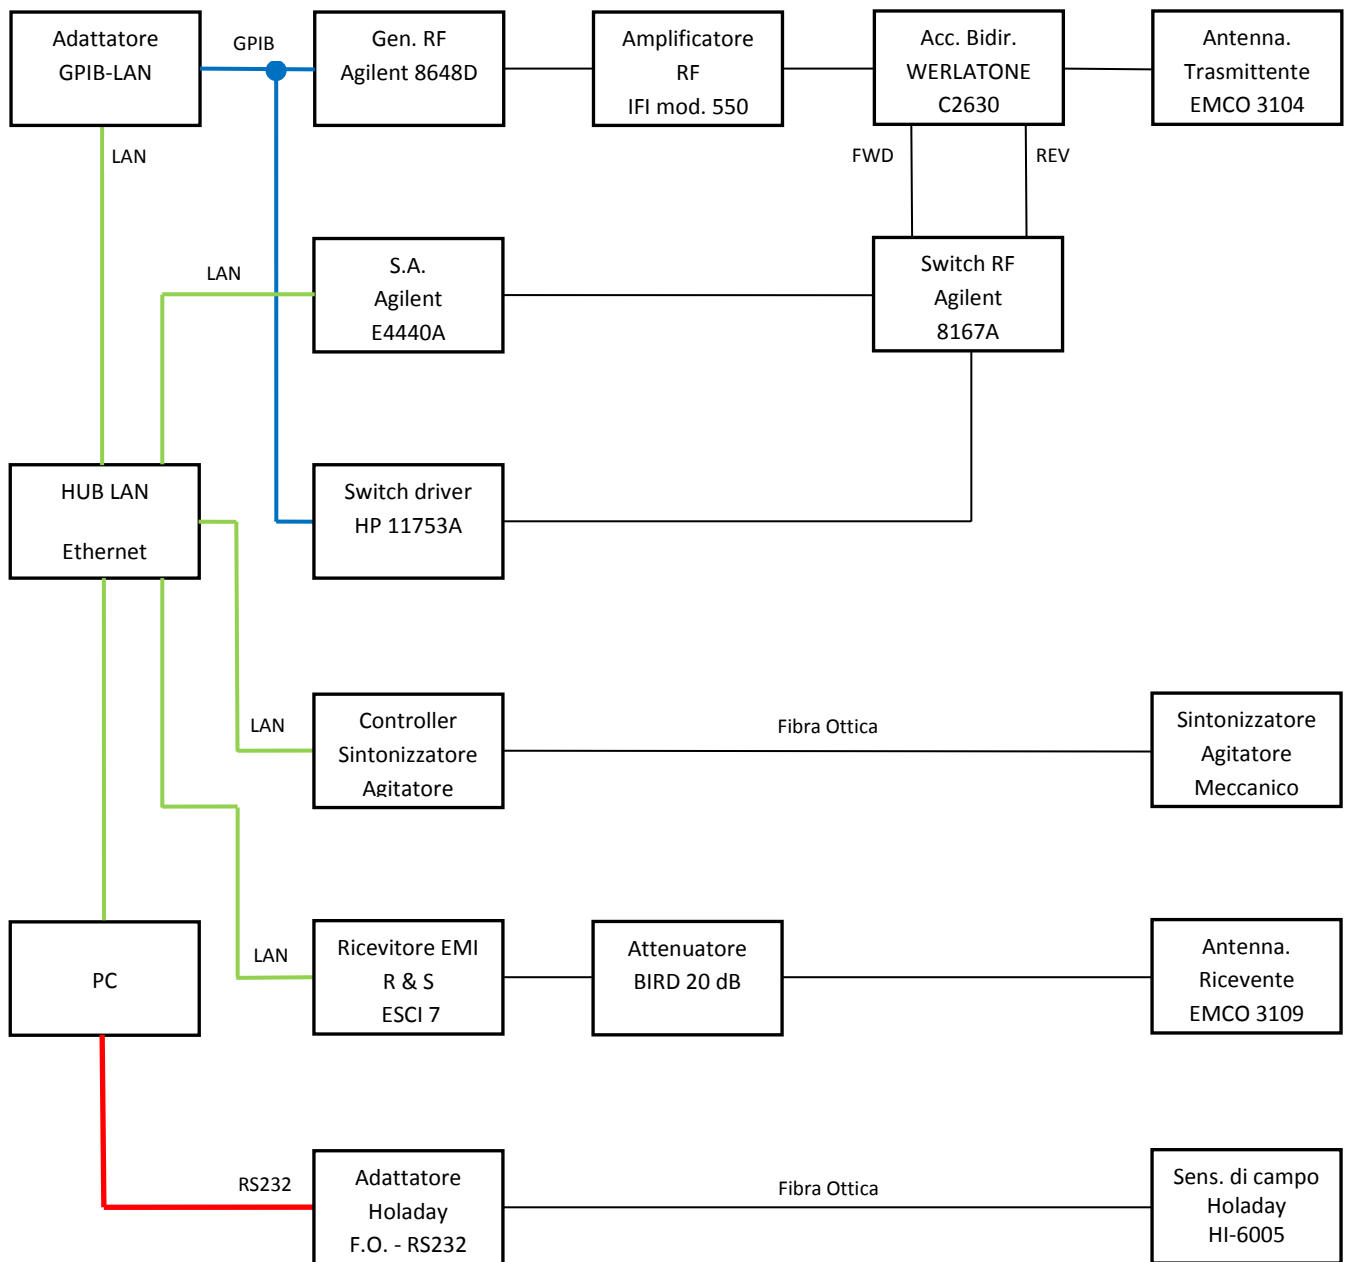 Adattatore
GPIB-LAN
GPIB
Gen. RF
Agilent 8648D
Amplificatore
RF
IFI mod. 550
Acc. Bidir.
WERLATONE
C2630
Antenna.
Trasmittente
EMCO 3104
LAN
FWD
REV
LAN
S.A.
Agilent
E4440A
Switch RF
Agilent
8167A
HUB LAN
Ethernet
Switch driver
HP 11753A
LAN
Controller
Sintonizzatore
Agitatore
Fibra Ottica
Sintonizzatore
Agitatore
Meccanico
PC
LAN
Ricevitore EMI
R & S
ESCI 7
Attenuatore
BIRD 20 dB
Antenna.
Ricevente
EMCO 3109
RS232
Adattatore
Holaday
F.O. - RS232
Fibra Ottica
Sens. di campo
Holaday
HI-6005